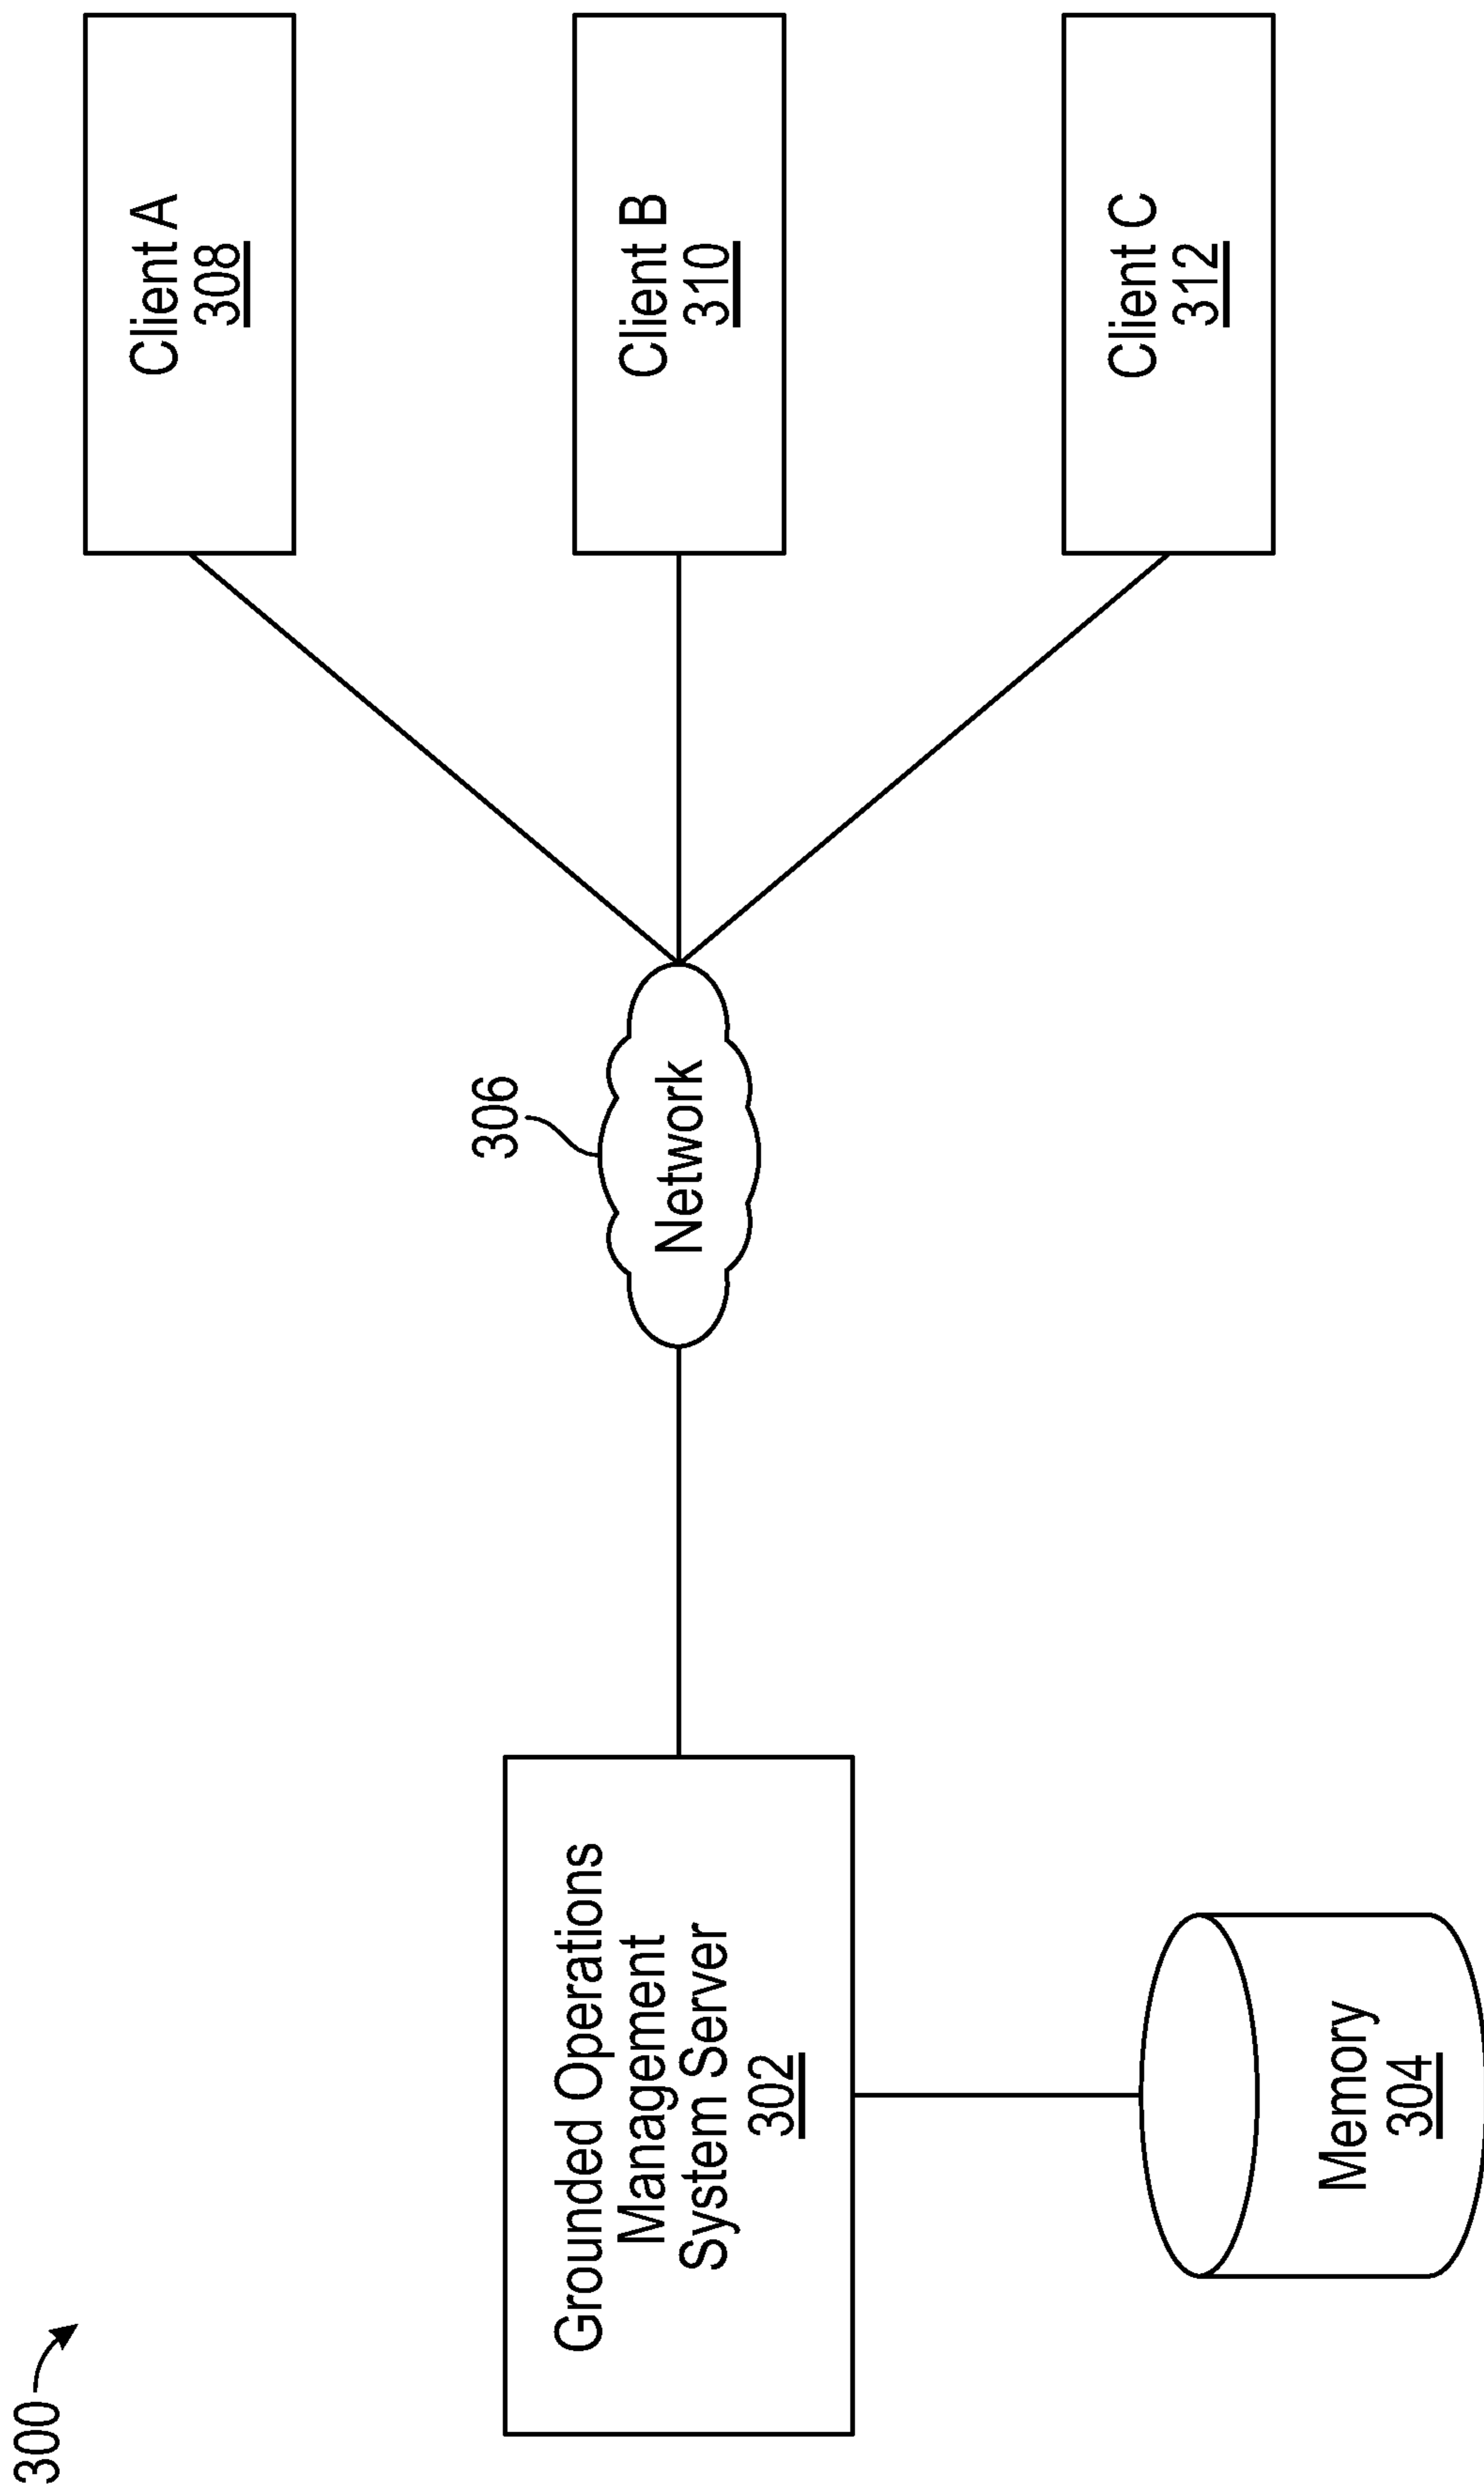 300
Grounded Operations
Management
System Server
302
Memory
304
306
Network
Client A
308
Client B
310
Client C
312